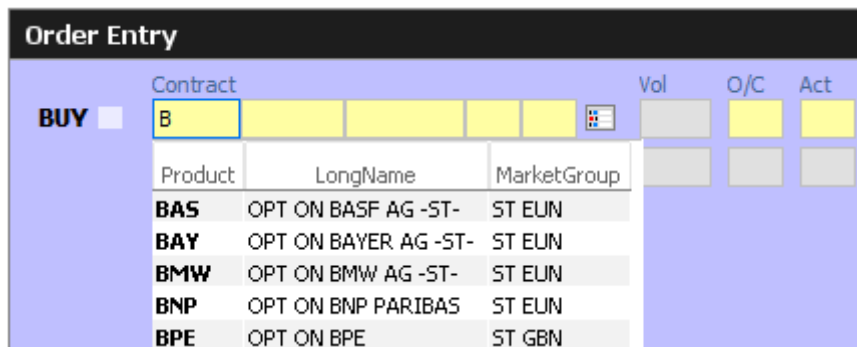 Order Entry
Contract Vol O/C Act
BUY B
Product LongName MarketGroup
BAS OPT ON BASF AG -ST- ST EUN
BAY OPT ON BAYER AG -ST- ST EUN
BMW OPT ON BMW AG -ST- ST EUN
BNP OPT ON BNP PARIBAS ST EUN
BPE OPT ON BPE ST GBN